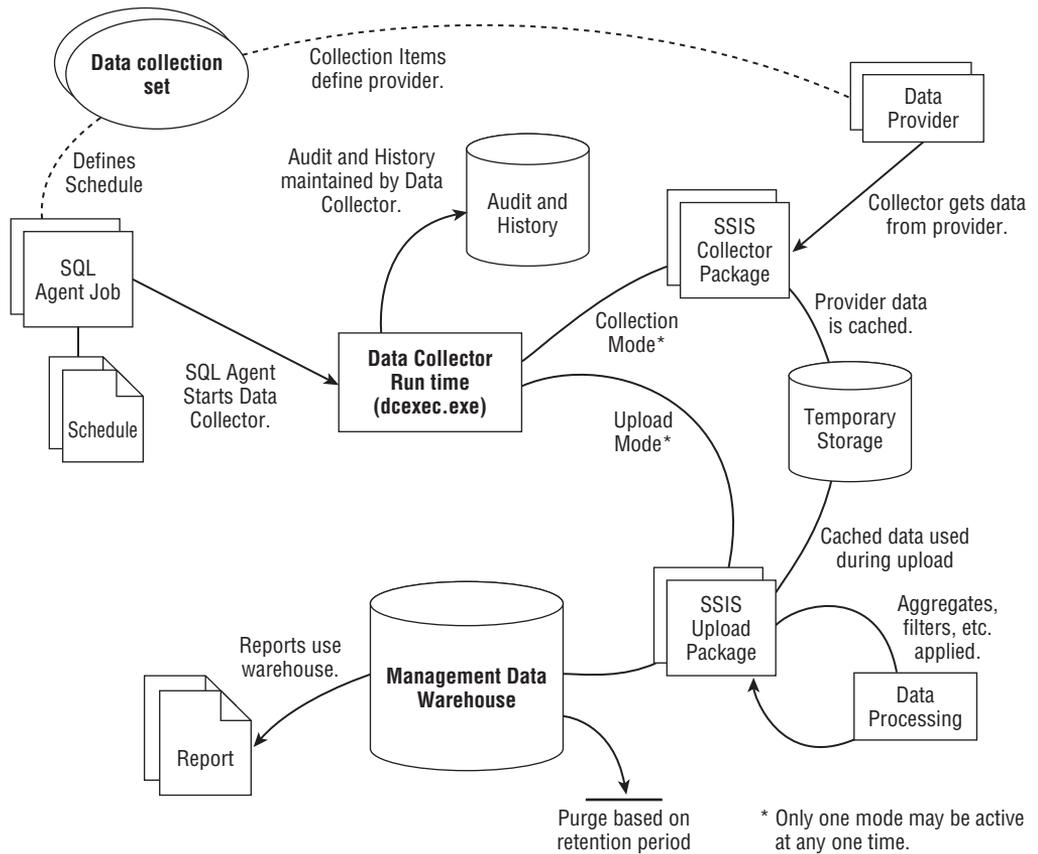 Data collection
set
Collection Items
define provider.
Data
Provider
Defines
Schedule
Audit and History
maintained by Data
Collector.
Audit and
History
SSIS
Collector
Package
Collector gets data
from provider.
SQL
Agent Job
Provider data
is cached.
Collection
Mode*
Data Collector
Run time
(dcexec.exe)
SQL Agent
Starts Data
Collector.
Schedule
Upload
Mode*
Temporary
Storage
Cached data used
during upload
SSIS
Upload
Package
Aggregates,
filters, etc.
applied.
Reports use
warehouse.
Management Data
Warehouse
Data
Processing
Report
Purge based on
retention period
* Only one mode may be active
at any one time.